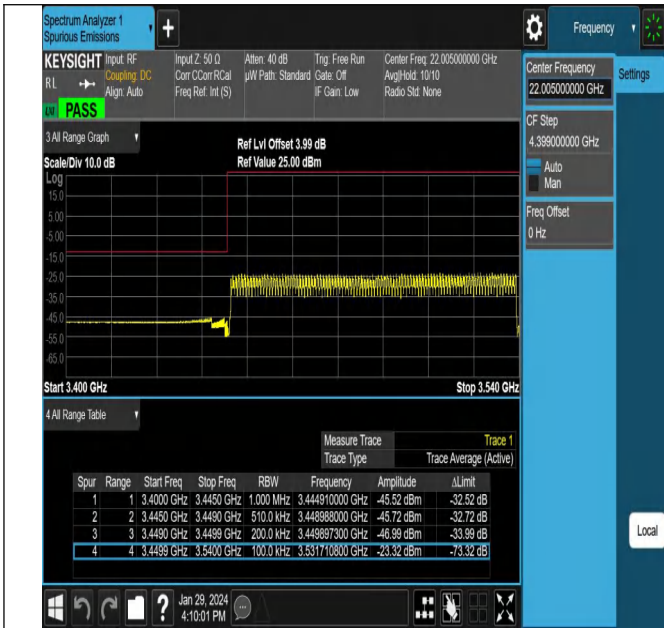 Spectrum Analyzer 1
Spurious Emissions
+
Frequency
KEYSIGHT
RL
LXI
PASS
Input: RF
Coupling: DC
Align: Auto
Input Z: 50 Ω
Corr CCorr RCal
Freq Ref: Int (S)
Atten: 40 dB
µW Path: Standard
Trig: Free Run
Gate: Off
IF Gain: Low
Center Freq: 22.005000000 GHz
Avg|Hold: 10/10
Radio Std: None
Center Frequency
22.005000000 GHz
Settings
CF Step
4.399000000 GHz
Auto
Man
Freq Offset
0 Hz
3 All Range Graph
Scale/Div 10.0 dB
Ref Lvl Offset 3.99 dB
Ref Value 25.00 dBm
Log
15.0
5.00
-5.00
-15.0
-25.0
-35.0
-45.0
-55.0
-65.0
Start 3.400 GHz
Stop 3.540 GHz
4 All Range Table
Measure Trace Trace 1
Trace Type Trace Average (Active)
Spur Range Start Freq Stop Freq RBW Frequency Amplitude ΔLimit
1 1 3.4000 GHz 3.4450 GHz 1.000 MHz 3.444910000 GHz -45.52 dBm -32.52 dB
2 2 3.4450 GHz 3.4490 GHz 510.0 kHz 3.448988000 GHz -45.72 dBm -32.72 dB
3 3 3.4490 GHz 3.4499 GHz 200.0 kHz 3.449897300 GHz -46.99 dBm -33.99 dB
4 4 3.4499 GHz 3.5400 GHz 100.0 kHz 3.531710800 GHz -23.32 dBm -73.32 dB
Local
?
Jan 29, 2024
4:10:01 PM